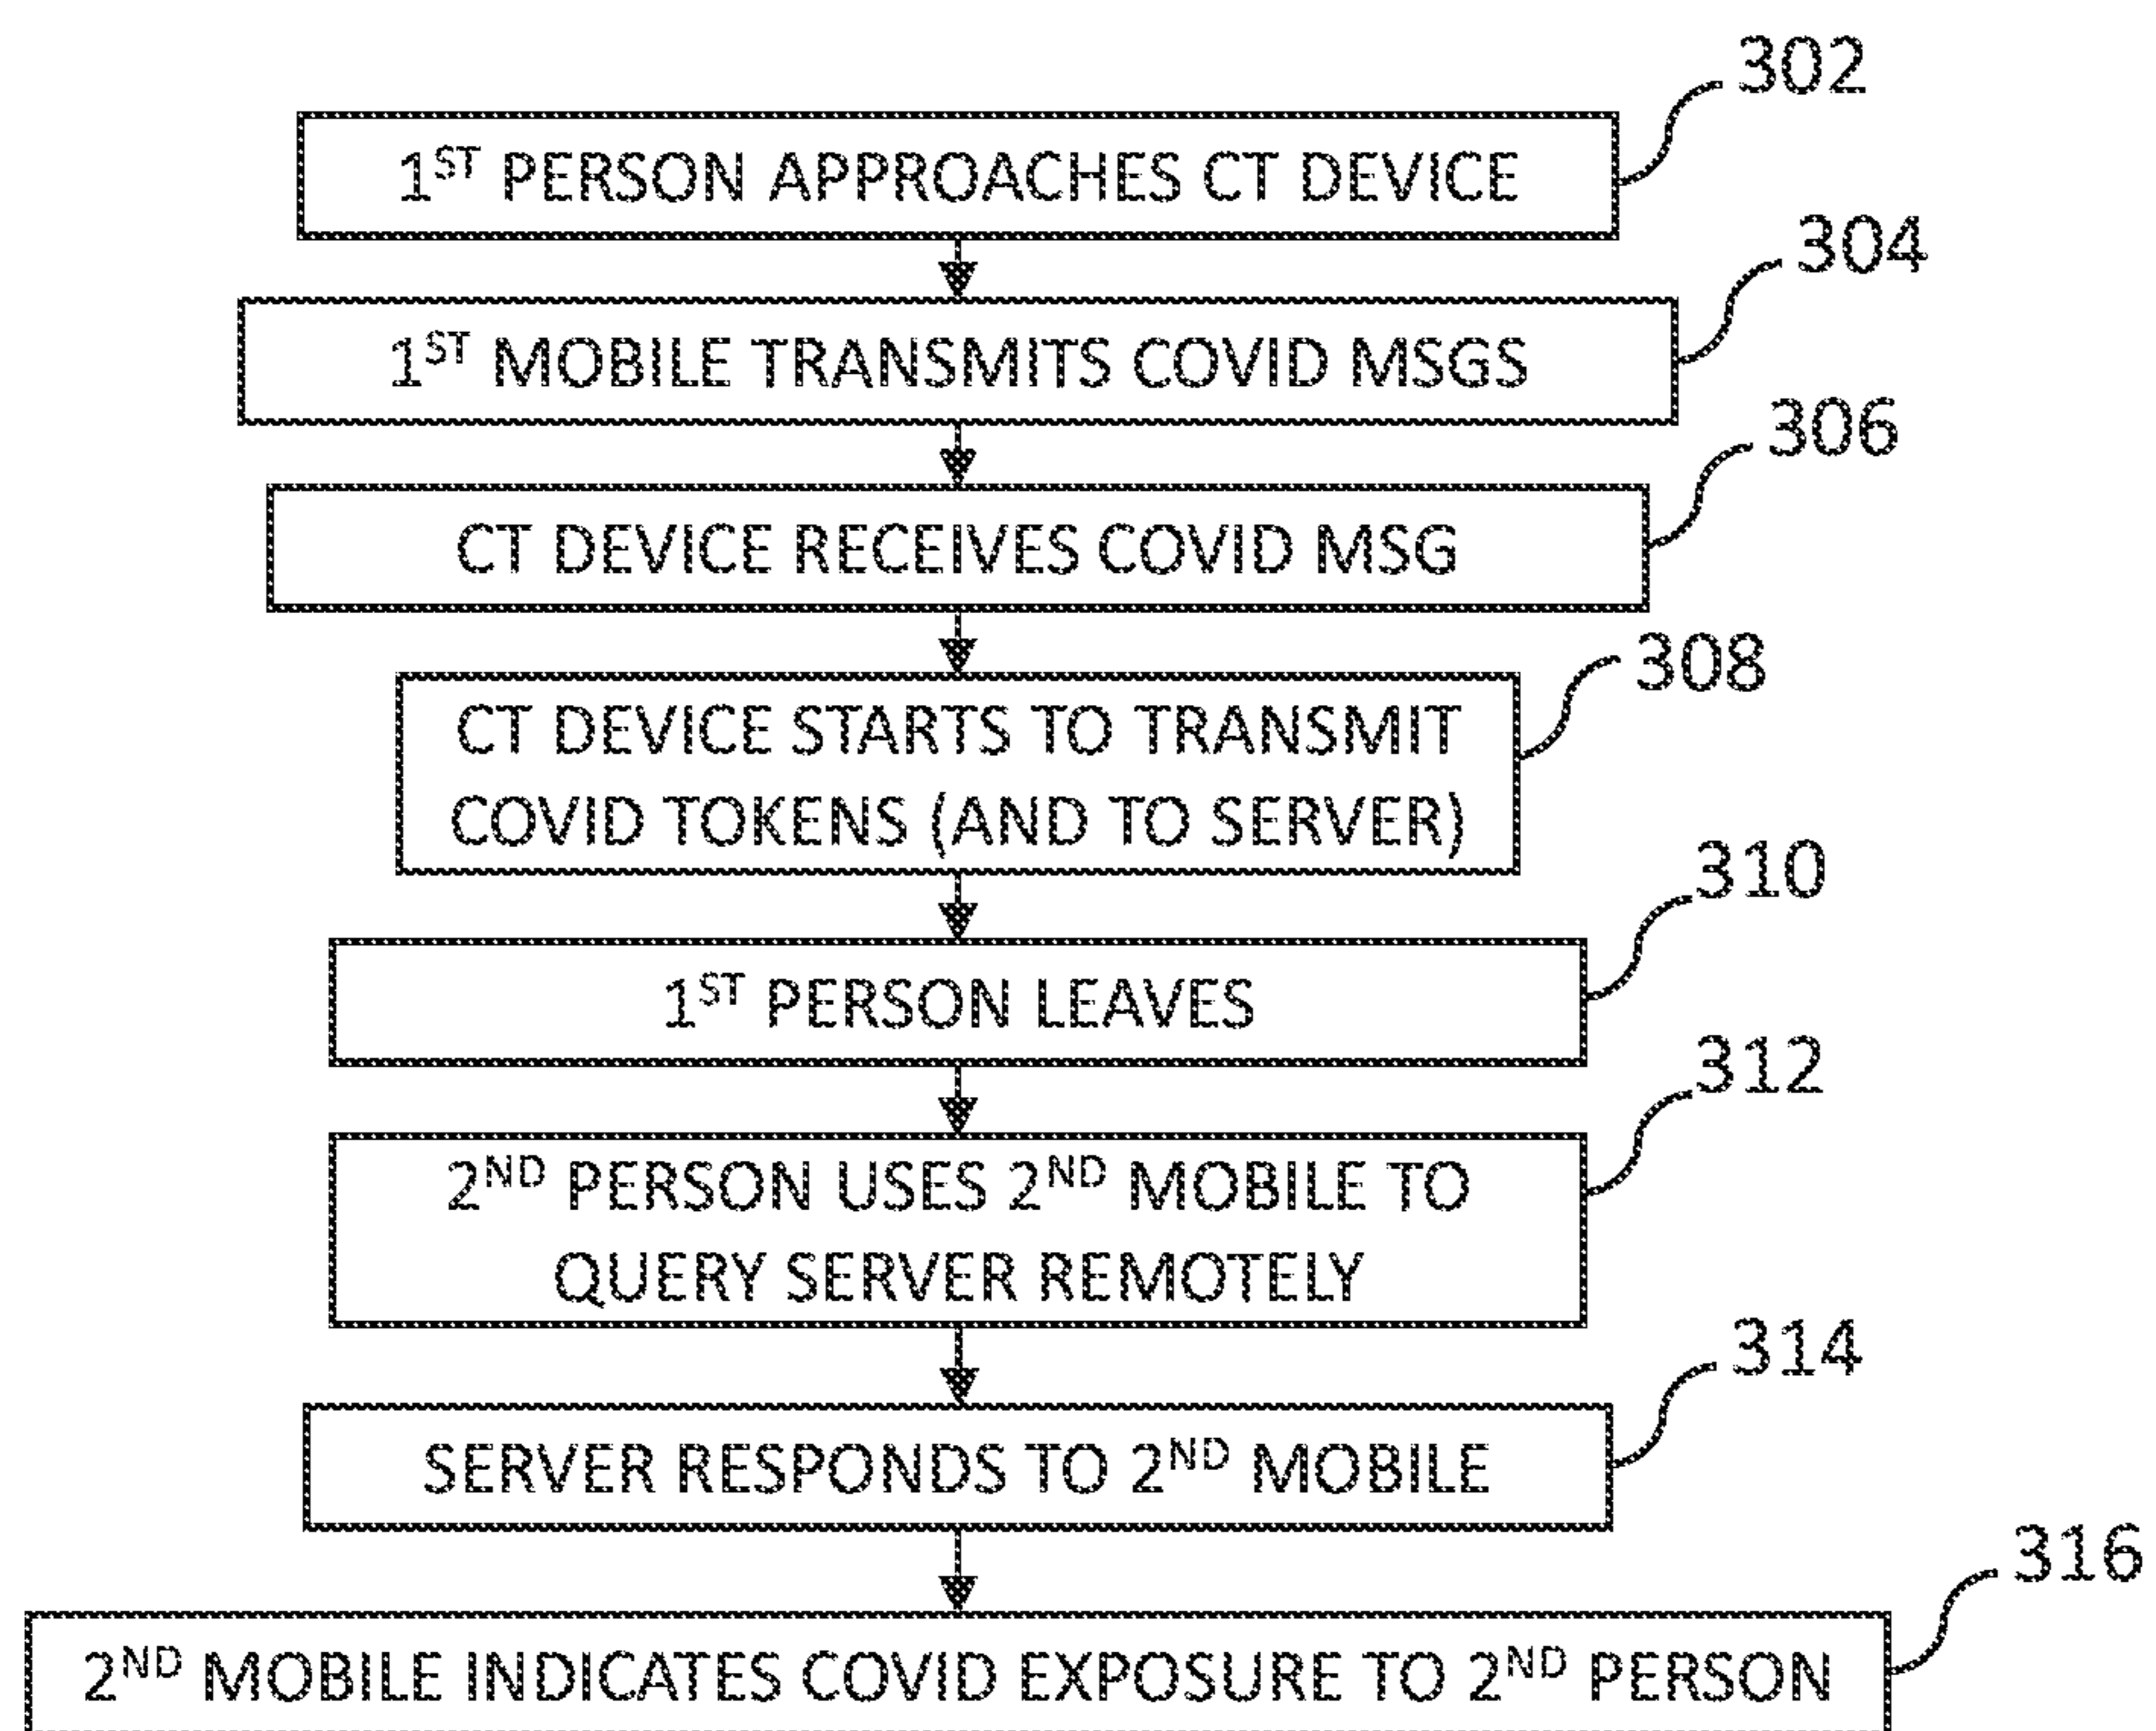 302
1ST PERSON APPROACHES CT DEVICE
304
1ST MOBILE TRANSMITS COVID MSGS
306
CT DEVICE RECEIVES COVID MSG
308
CT DEVICE STARTS TO TRANSMIT
COVID TOKENS (AND TO SERVER)
310
1ST PERSON LEAVES
312
2ND PERSON USES 2ND MOBILE TO
QUERY SERVER REMOTELY
314
SERVER RESPONDS TO 2ND MOBILE
316
2ND MOBILE INDICATES COVID EXPOSURE TO 2ND PERSON